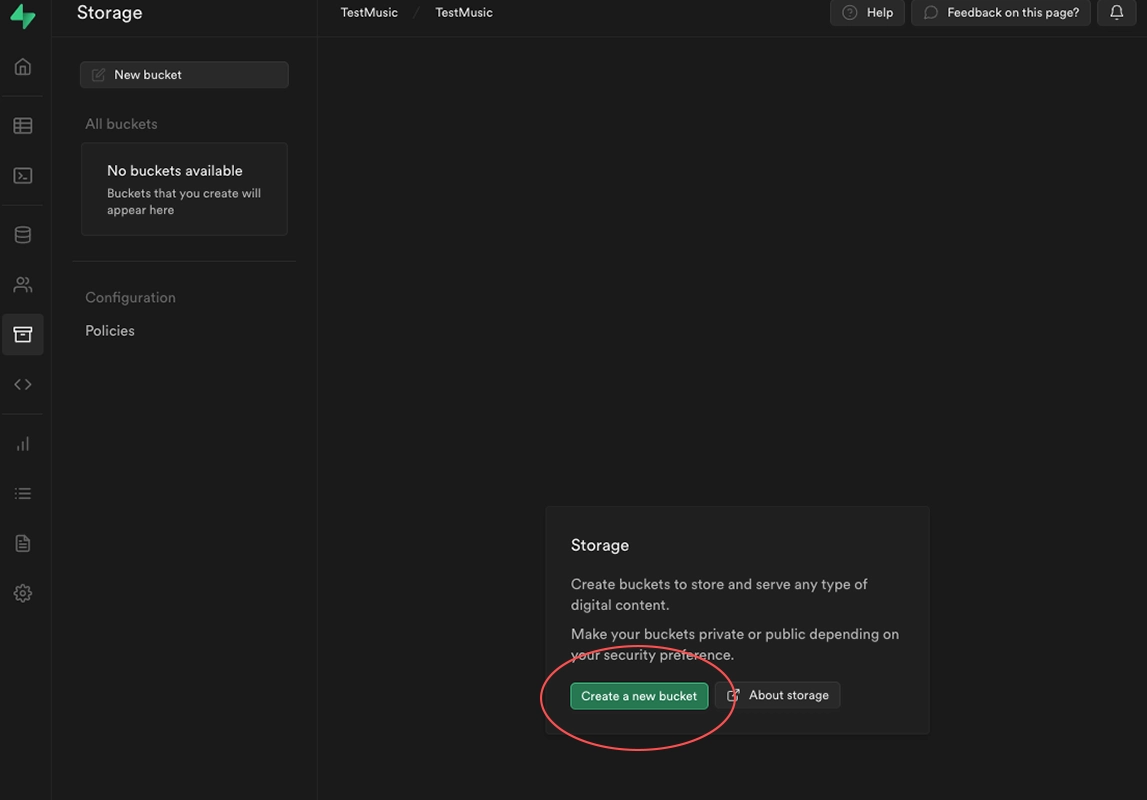 Storage
TestMusic / TestMusic
Help
Feedback on this page?
New bucket
All buckets
No buckets available
Buckets that you create will
appear here
Configuration
Policies
Storage
Create buckets to store and serve any type of
digital content.
Make your buckets private or public depending on
your security preference.
Create a new bucket
About storage